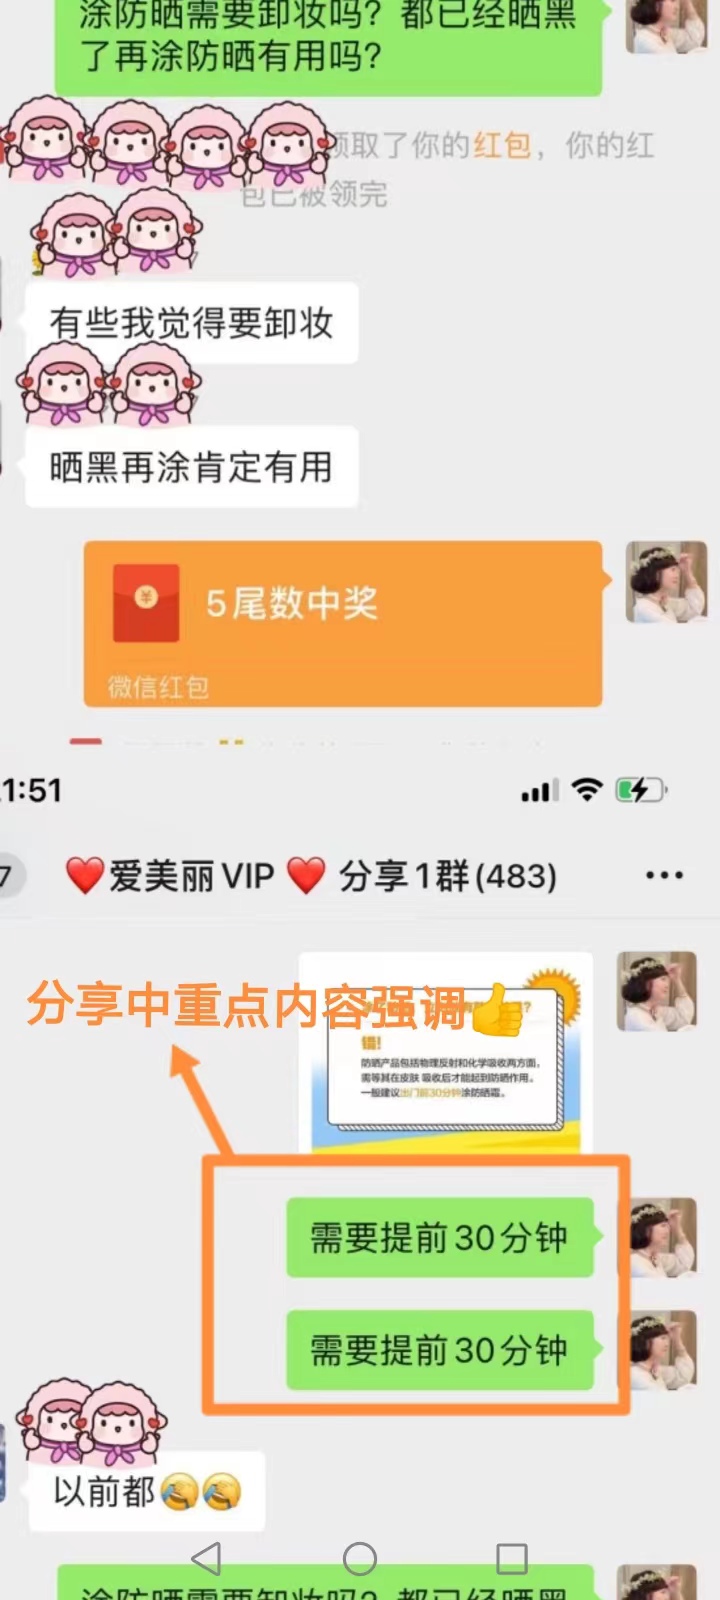 涂防晒需要卸妆吗？都已经晒黑
了再涂防晒有用吗？
领取了你的红包，你的红
包已被领完
有些我觉得要卸妆
晒黑再涂肯定有用
5尾数中奖
微信红包
1:51
7
❤️爱美丽VIP ❤️ 分享1群(483)
分享中重点内容强调👍
错!
防晒产品包括物理反射和化学吸收两方面，
需等其在皮肤 吸收后才能起到防晒作用。
一般建议出门前30分钟涂防晒霜。
需要提前30分钟
需要提前30分钟
以前都🤣🤣
涂防晒需要卸妆吗？都已经晒黑